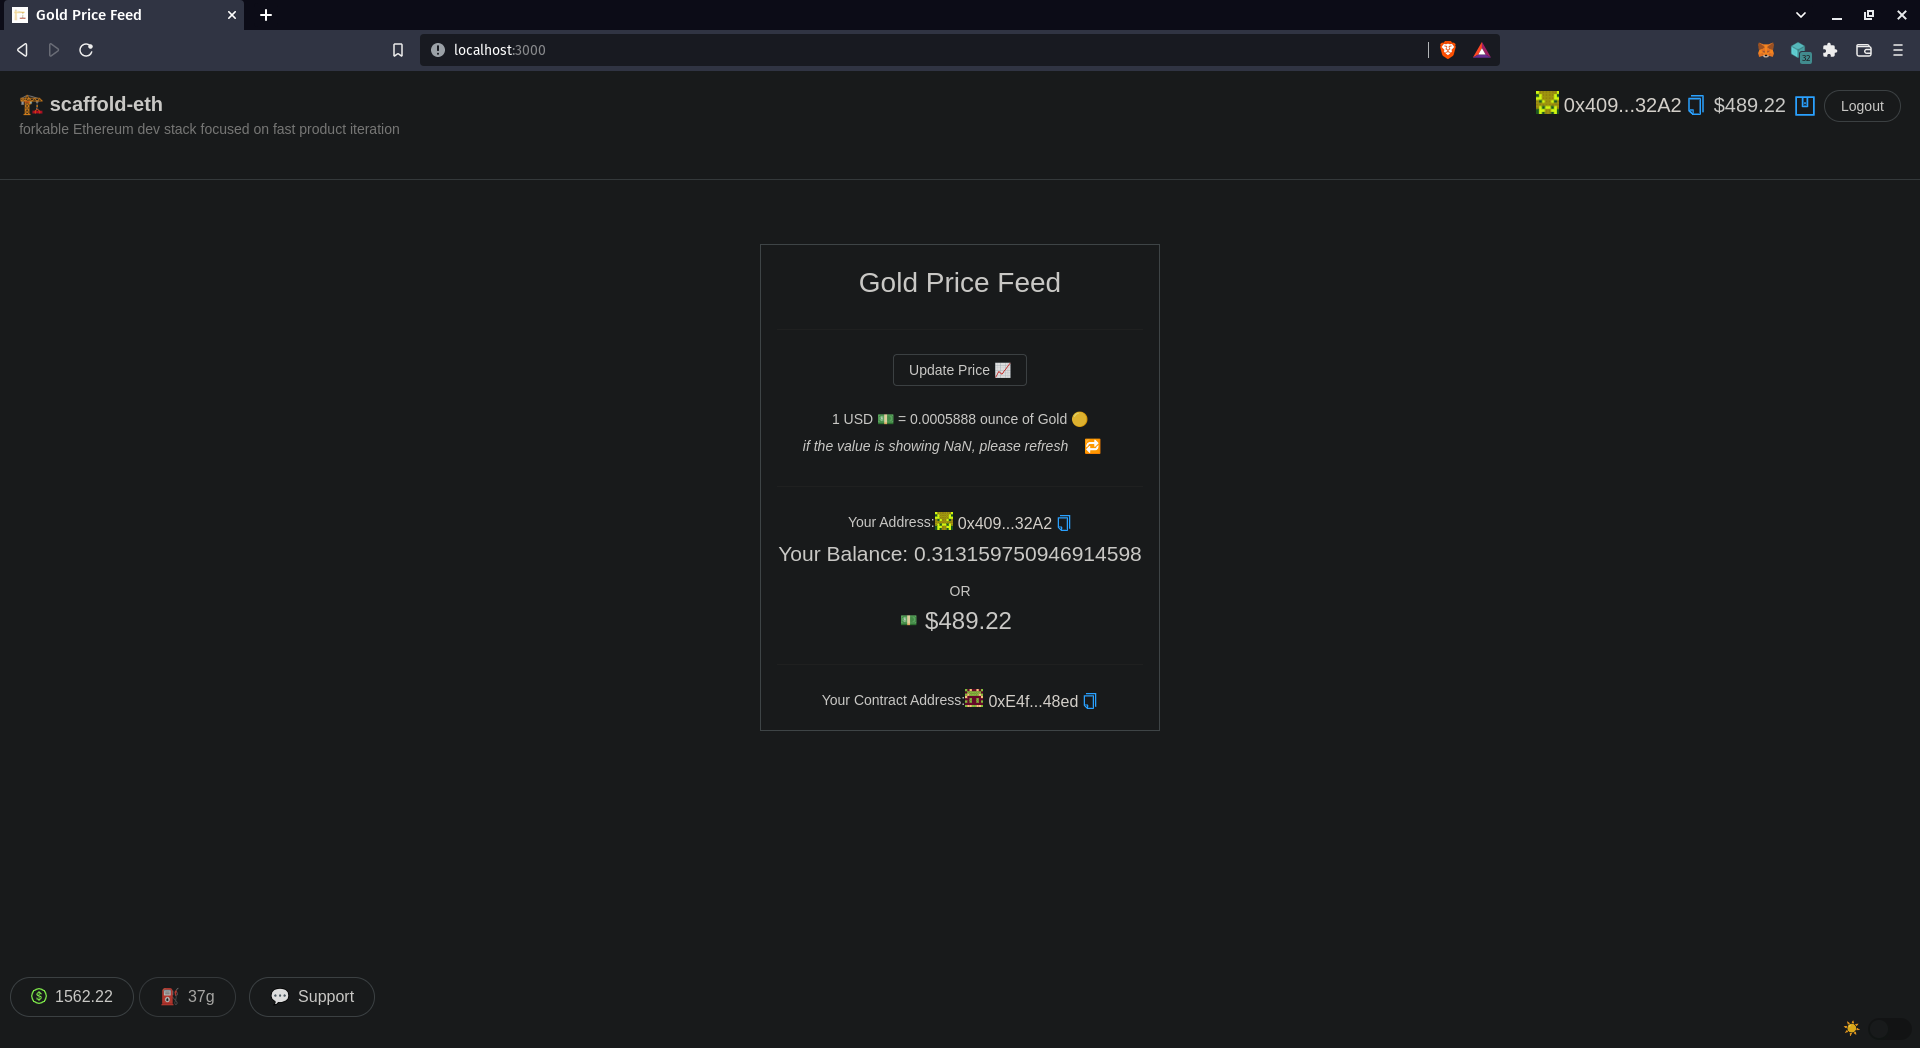 Gold Price Feed
localhost:3000
32
scaffold-eth
forkable Ethereum dev stack focused on fast product iteration
0x409...32A2 $489.22 Logout
Gold Price Feed
Update Price 📈
1 USD 💵 = 0.0005888 ounce of Gold 🟡
if the value is showing NaN, please refresh 🔁
Your Address: 0x409...32A2
Your Balance: 0.313159750946914598
OR
💵 $489.22
Your Contract Address: 0xE4f...48ed
1562.22 37g Support